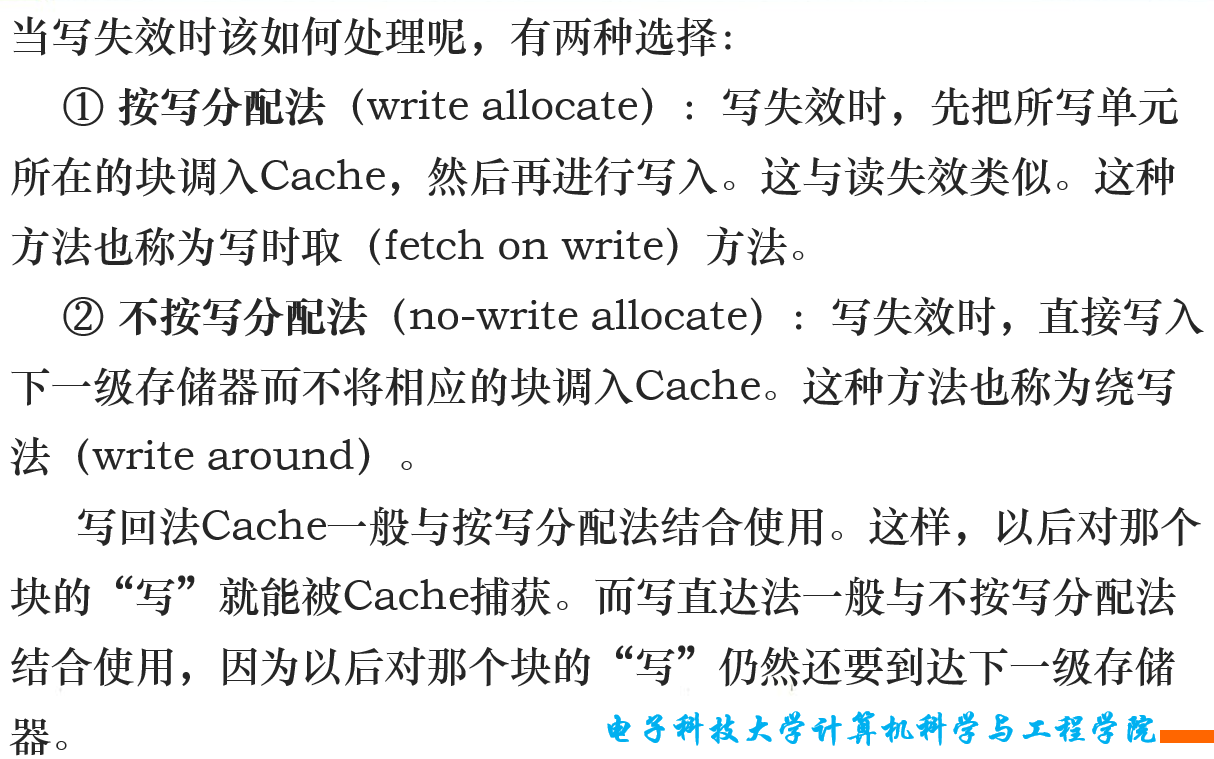 当写失效时该如何处理呢，有两种选择：
① 按写分配法（write allocate）：写失效时，先把所写单元
所在的块调入Cache，然后再进行写入。这与读失效类似。这种
方法也称为写时取（fetch on write）方法。
② 不按写分配法（no-write allocate）：写失效时，直接写入
下一级存储器而不将相应的块调入Cache。这种方法也称为绕写
法（write around）。
写回法Cache一般与按写分配法结合使用。这样，以后对那个
块的“写”就能被Cache捕获。而写直达法一般与不按写分配法
结合使用，因为以后对那个块的“写”仍然还要到达下一级存储
器。
电子科技大学计算机科学与工程学院